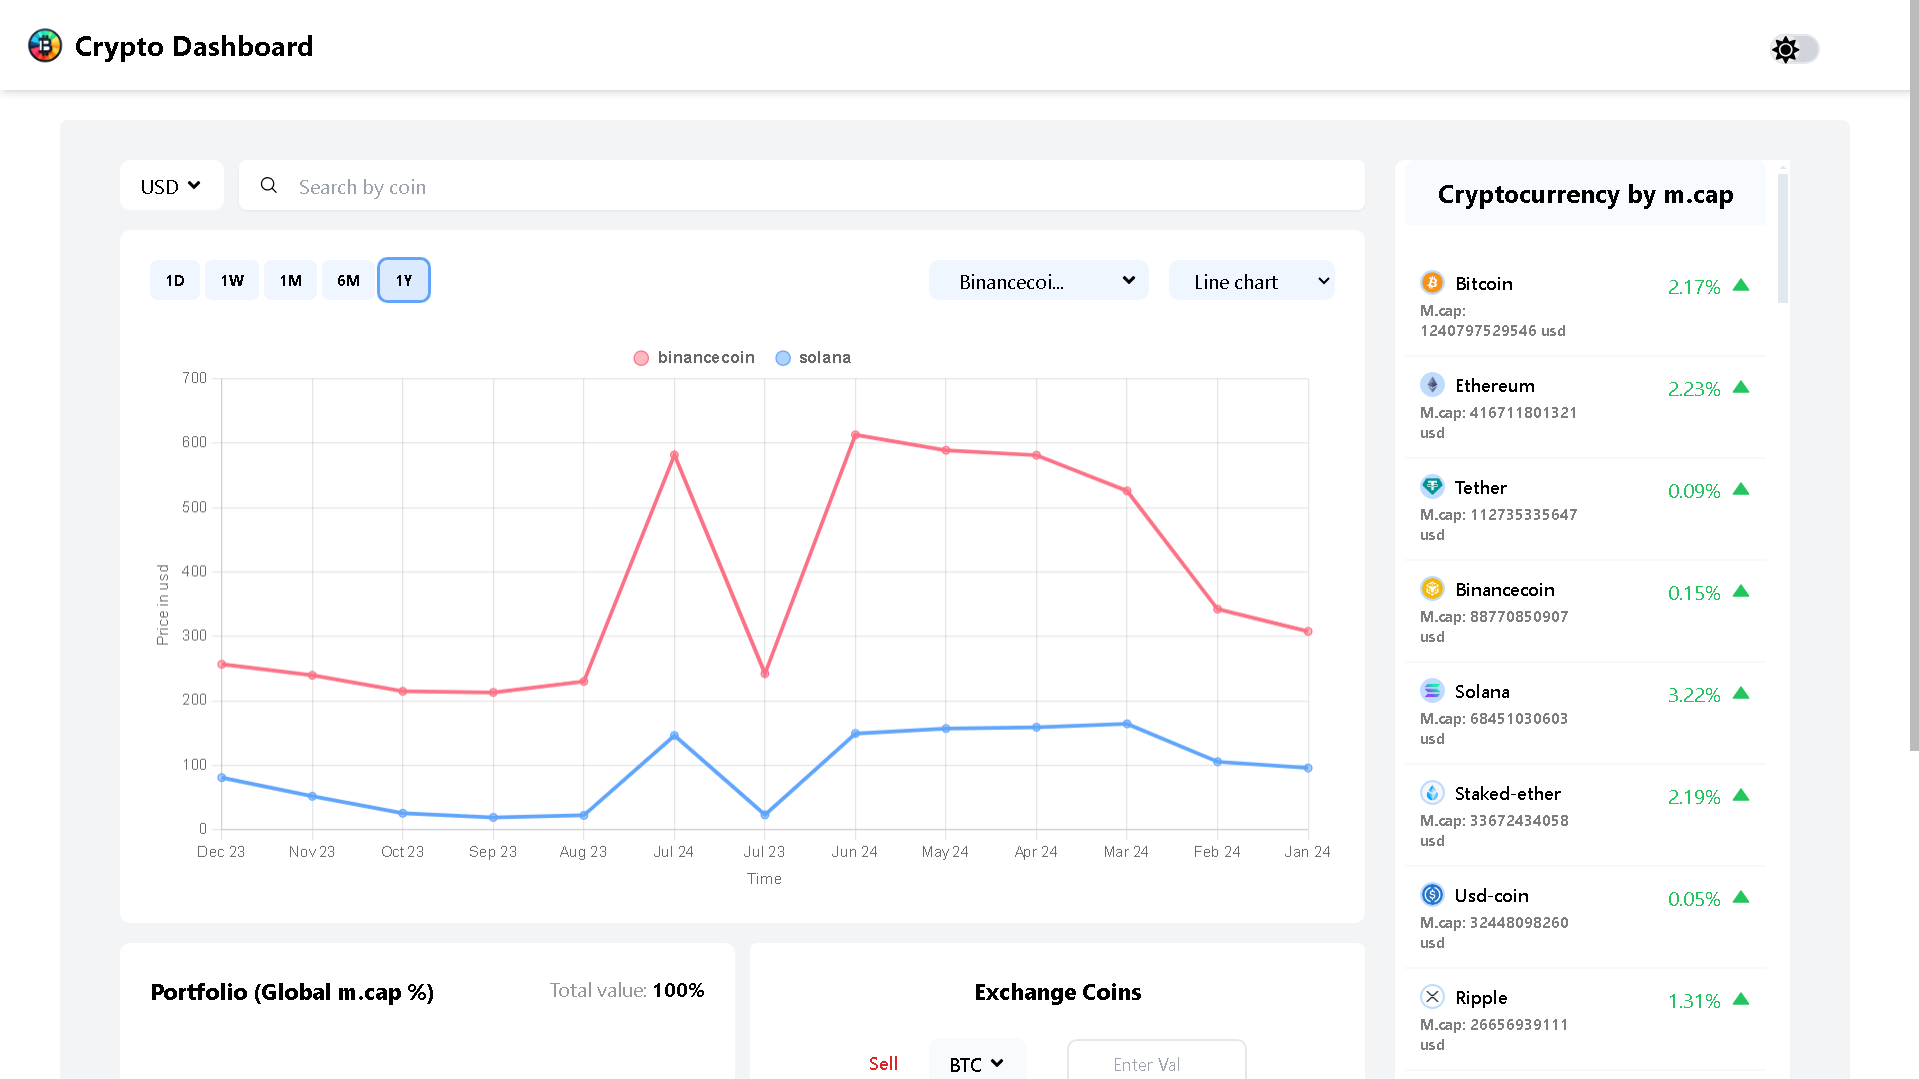 Crypto Dashboard
USD
Search by coin
1D
1W
1M
6M
1Y
Binancecoi...
Line chart
binancecoin
solana
700
600
500
400
300
200
100
0
Price in usd
Dec 23
Nov 23
Oct 23
Sep 23
Aug 23
Jul 24
Jul 23
Jun 24
May 24
Apr 24
Mar 24
Feb 24
Jan 24
Time
Portfolio (Global m.cap %)
Total value: 100%
Exchange Coins
Sell
BTC
Enter Val
Cryptocurrency by m.cap
Bitcoin
2.17%
M.cap:
1240797529546 usd
Ethereum
2.23%
M.cap: 416711801321
usd
Tether
0.09%
M.cap: 112735335647
usd
Binancecoin
0.15%
M.cap: 88770850907
usd
Solana
3.22%
M.cap: 68451030603
usd
Staked-ether
2.19%
M.cap: 33672434058
usd
Usd-coin
0.05%
M.cap: 32448098260
usd
Ripple
1.31%
M.cap: 26656939111
usd